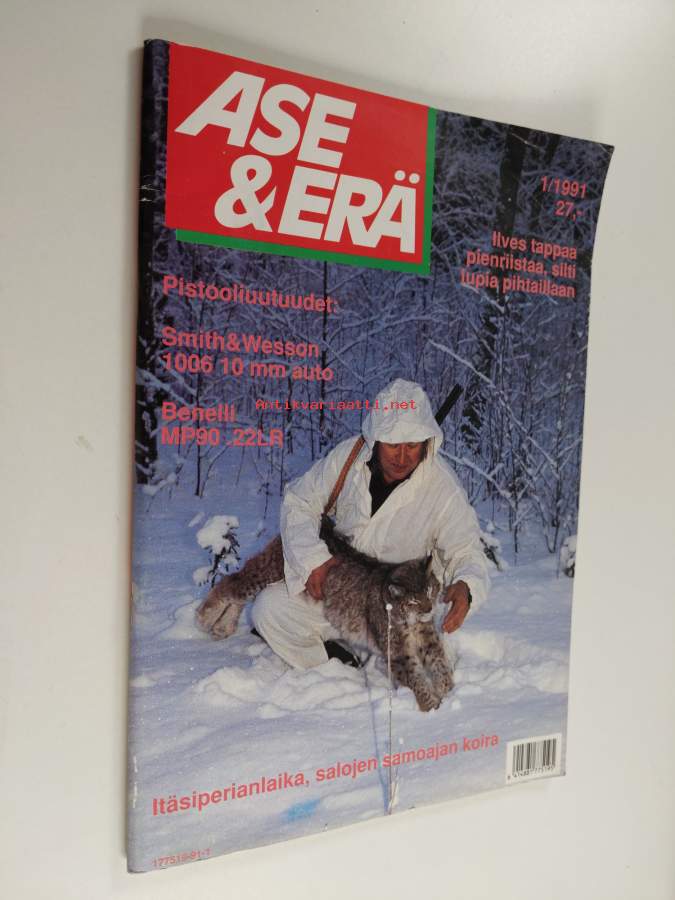 ASE
&ERÄ
1/1991
27,-
Ilves tappaa
pienriistaa, silti
lupia pihtaillaan
Pistooliuutuudet:
Smith&Wesson
1006 10 mm auto
Benelli
MP90 .22LR
Antikvariaatti.net
Itäsiperianlaika, salojen samoajan koira
177515-91-1